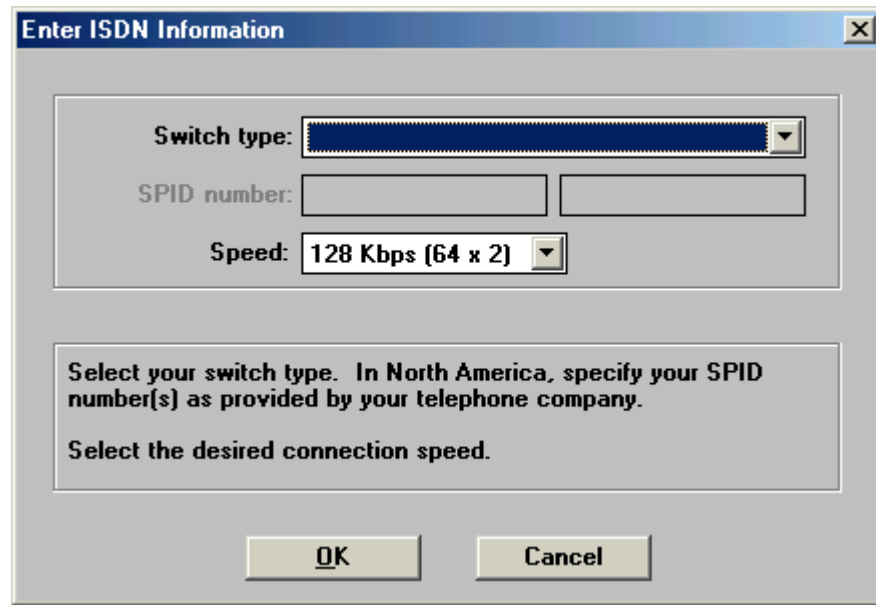 Enter ISDN Information
Switch type:
SPID number:
Speed: 128 Kbps (64 x 2)
Select your switch type.  In North America, specify your SPID
number(s) as provided by your telephone company.
Select the desired connection speed.
OK Cancel